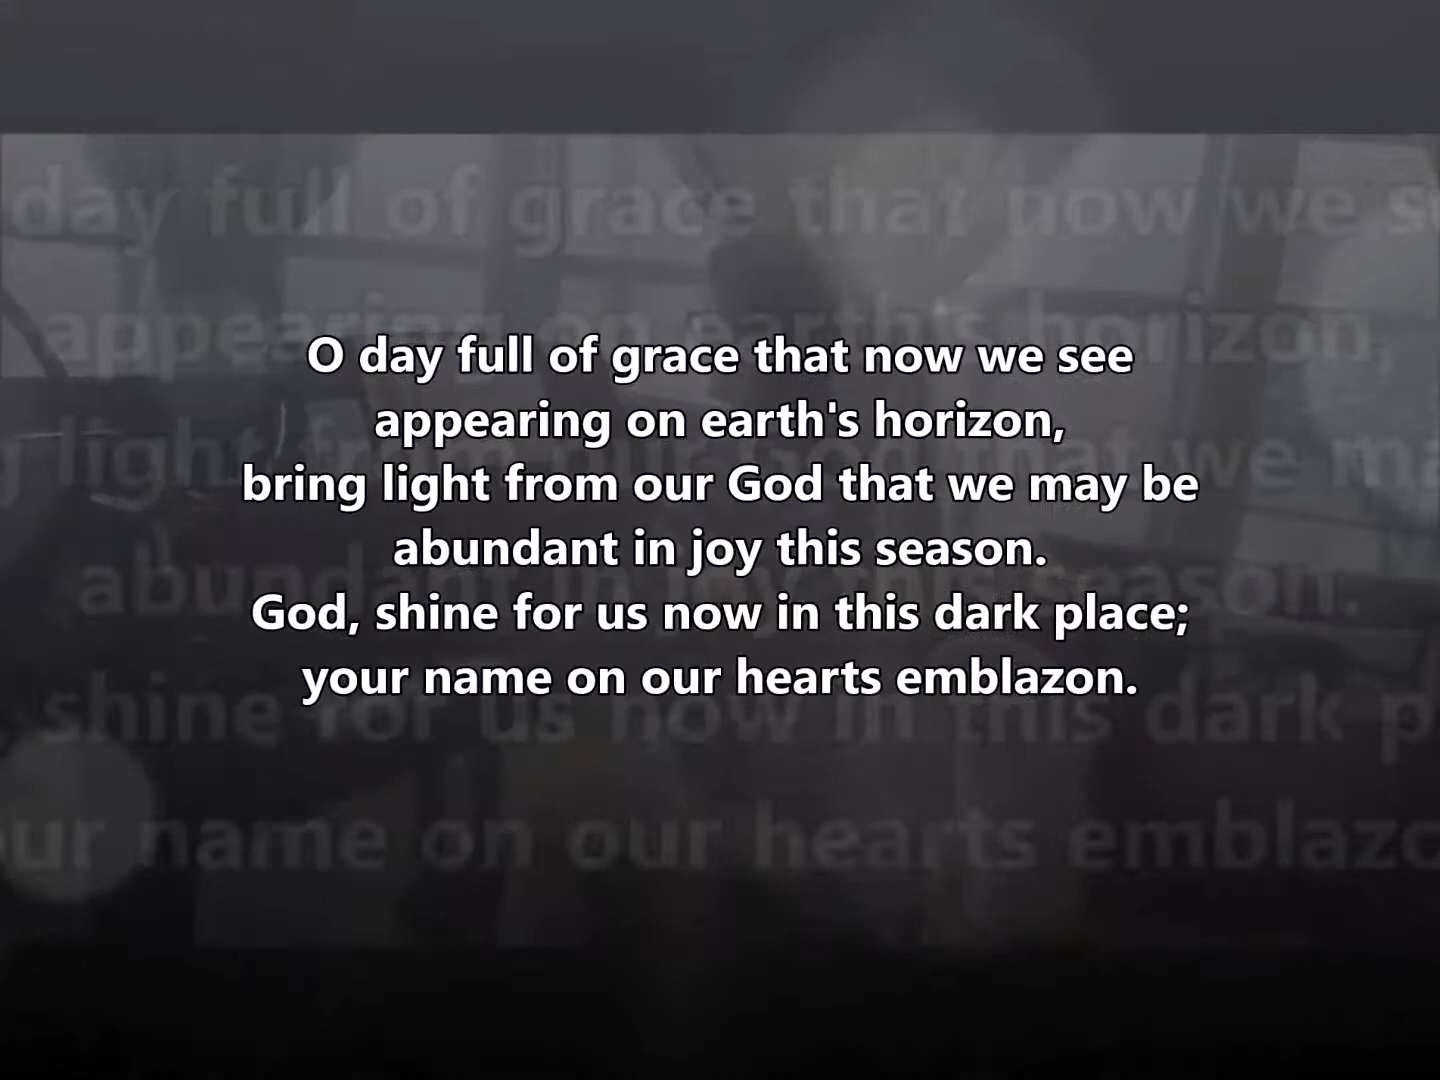 O day full of grace that now we see
appearing on earth's horizon,
bring light from our God that we may be
abundant in joy this season.
God, shine for us now in this dark place;
your name on our hearts emblazon.